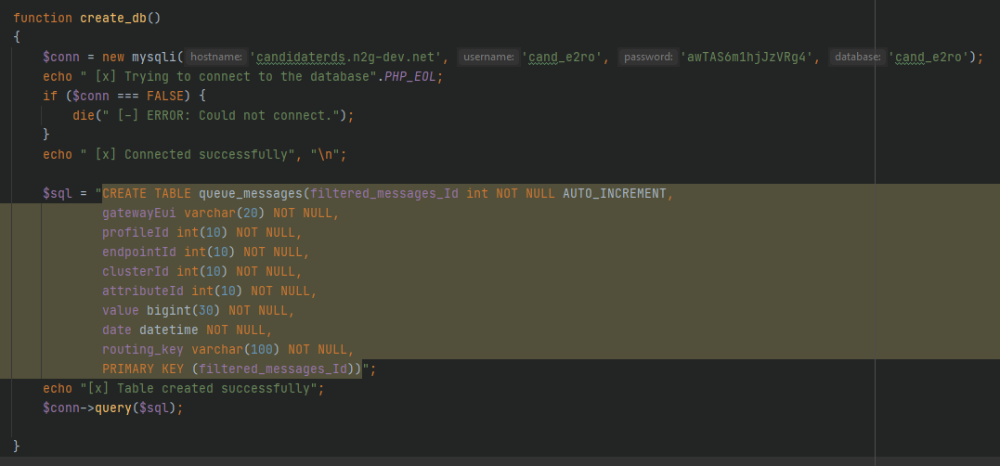 function create_db()
{
$conn = new mysqli( hostname: 'candidaterds.n2g-dev.net', username: 'cand_e2ro', password: 'awTAS6m1hjJzVRg4', database: 'cand_e2ro');
echo " [x] Trying to connect to the database".PHP_EOL;
if ($conn === FALSE) {
die(" [-] ERROR: Could not connect.");
}
echo " [x] Connected successfully", "\n";
$sql = "CREATE TABLE queue_messages(filtered_messages_Id int NOT NULL AUTO_INCREMENT,
gatewayEui varchar(20) NOT NULL,
profileId int(10) NOT NULL,
endpointId int(10) NOT NULL,
clusterId int(10) NOT NULL,
attributeId int(10) NOT NULL,
value bigint(30) NOT NULL,
date datetime NOT NULL,
routing_key varchar(100) NOT NULL,
PRIMARY KEY (filtered_messages_Id))";
echo "[x] Table created successfully";
$conn->query($sql);
}